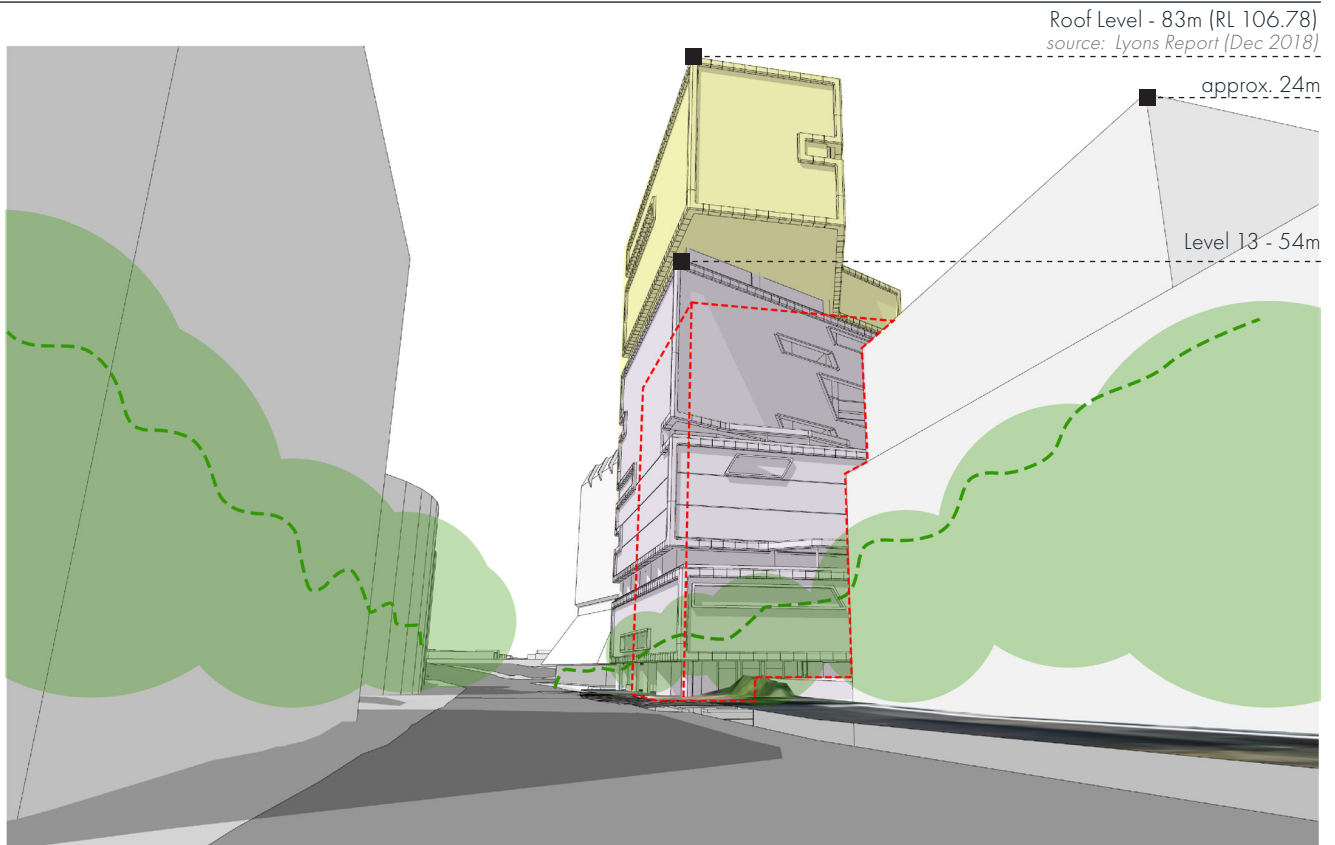 Roof Level - 83m (RL 106.78)
source: Lyons Report (Dec 2018)
approx. 24m
Level 13 - 54m